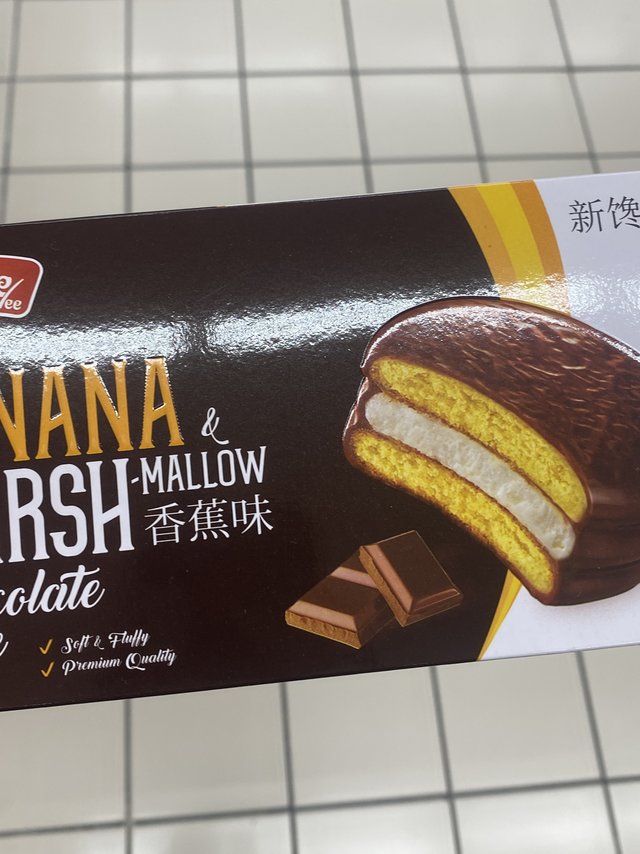 新馋
NANA &
RSH-MALLOW
香蕉味
colate
✓ Soft & Fluffy
✓ Premium Quality